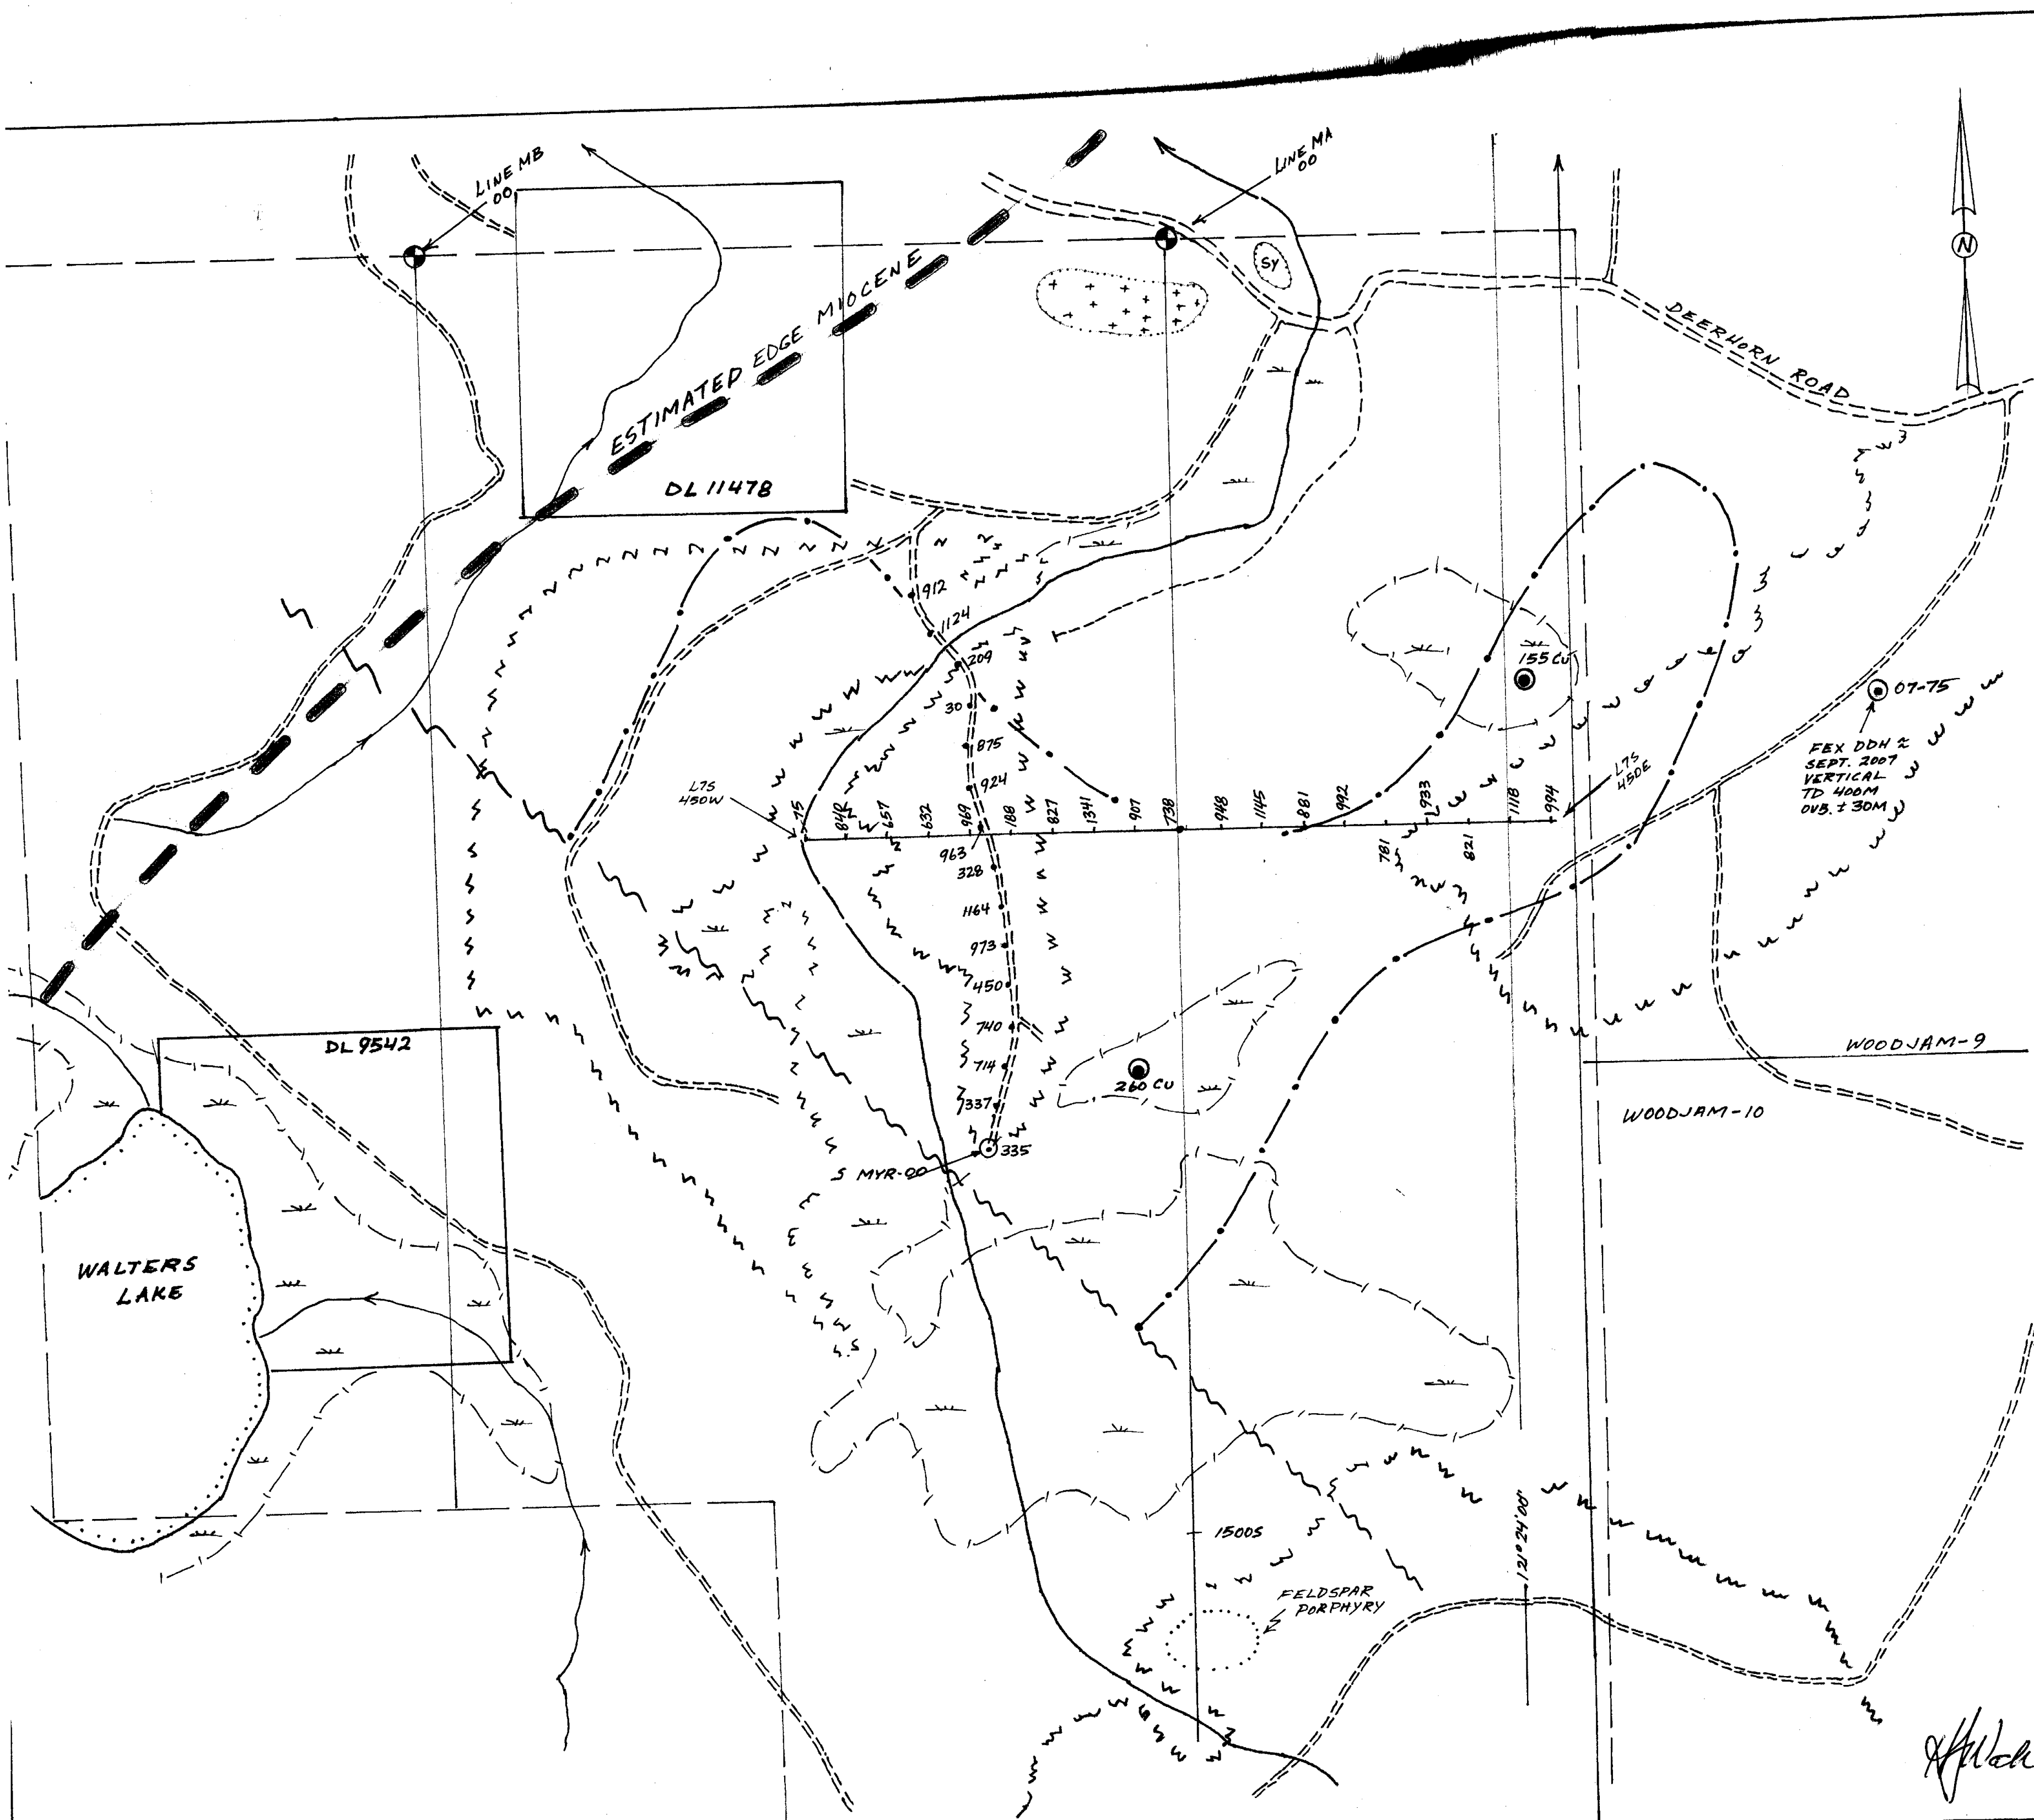 LINE MB
00
LINE MA
00
N
SY
ESTIMATED EDGE MIOCENE
DEERHORN ROAD
DL 11478
912
1124
209
30
875
924
155 CU
07-75
FEX DDH
SEPT. 2007
VERTICAL
TD 400M
OVB. ± 30M
L7S
450W
L7S
450E
75
840
657
632
969
188
827
1341
907
738
948
1145
881
992
781
933
821
1118
994
963
328
1164
973
450
740
714
337
335
MYR-00
260 CU
DL 9542
WOODJAM-9
WOODJAM-10
WALTERS
LAKE
1500S
121° 24' 00"
FELDSPAR
PORPHYRY